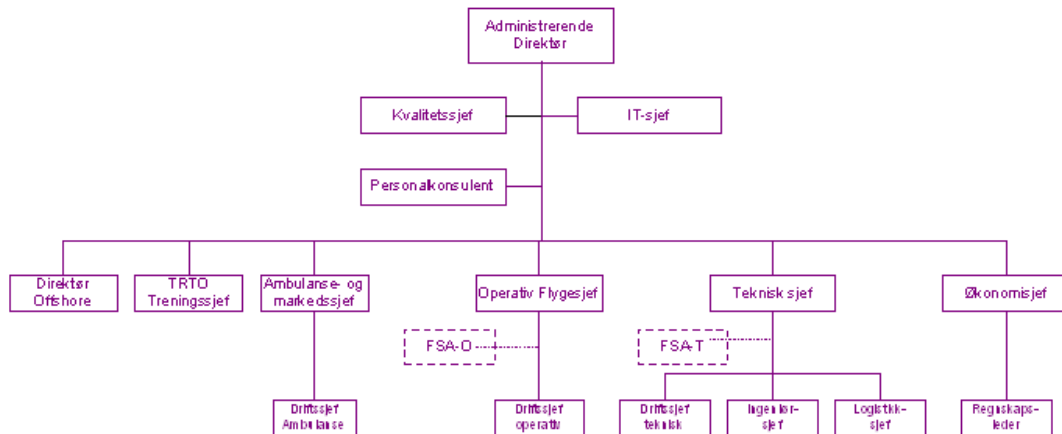 Administrerende
Direktør
Kvalitetssjef
IT-sjef
Personalkonsulent
Direktør
Offshore
TRTO
Treningssjef
Ambulanse- og
markedssjef
Operativ Flygesjef
Teknisk sjef
Økonomisjef
FSA-O
FSA-T
Driftssjef
Ambulanse
Driftssjef
operativ
Driftssjef
teknisk
Ingeniør-
sjef
Logistikk-
sjef
Regnskaps-
leder